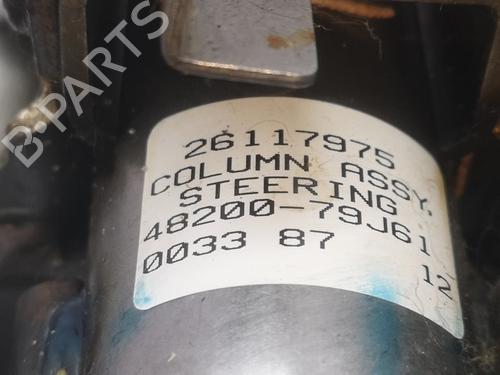 B-PARTS
26117975
COLUMN ASSY,
STEERING
48200-79J61
0033 87 12